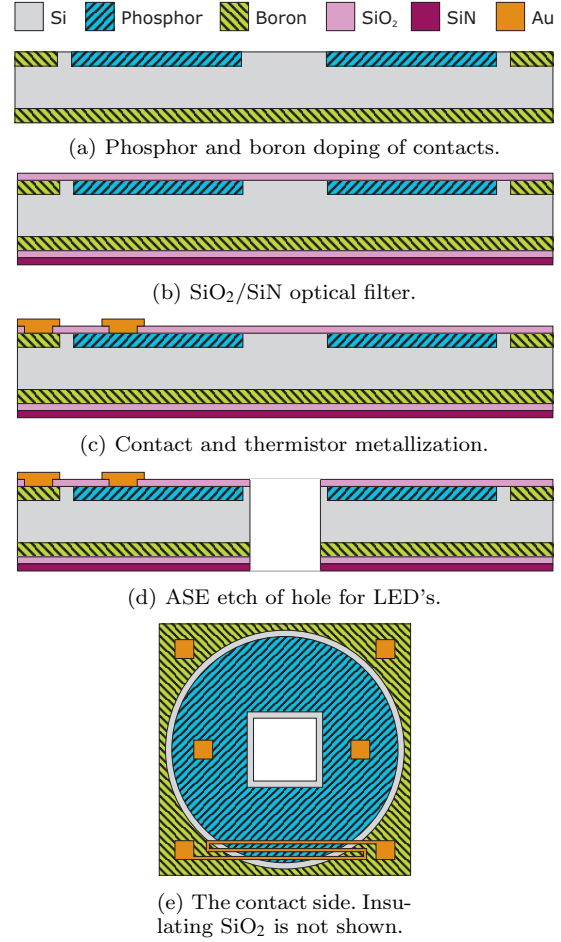 Si Phosphor Boron SiO₂ SiN Au
(a) Phosphor and boron doping of contacts.
(b) SiO₂/SiN optical filter.
(c) Contact and thermistor metallization.
(d) ASE etch of hole for LED's.
(e) The contact side. Insu-
lating SiO₂ is not shown.